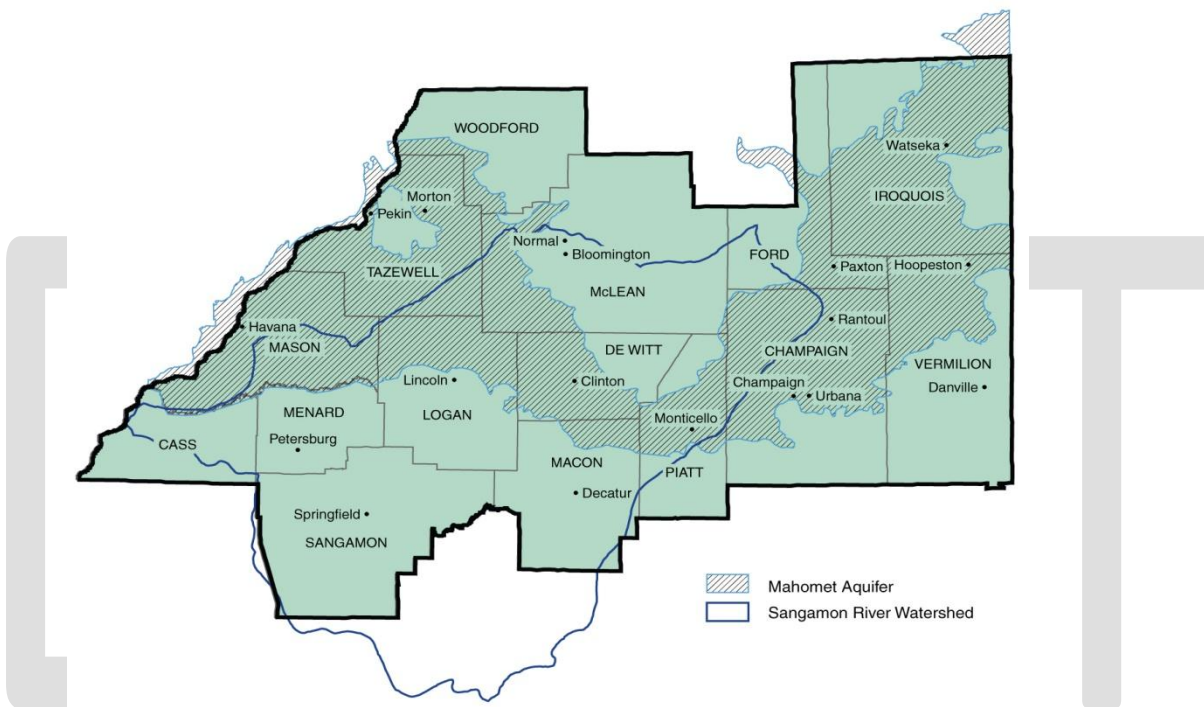 WOODFORD
Watseka
Morton
Pekin
IROQUOIS
Normal
Bloomington
FORD
TAZEWELL
Paxton
Hoopeston
McLEAN
Havana
Rantoul
MASON
DE WITT
CHAMPAIGN
VERMILION
Lincoln
Clinton
Champaign
Urbana
Danville
MENARD
LOGAN
Monticello
Petersburg
CASS
MACON
PIATT
Decatur
Springfield
SANGAMON
Mahomet Aquifer
Sangamon River Watershed